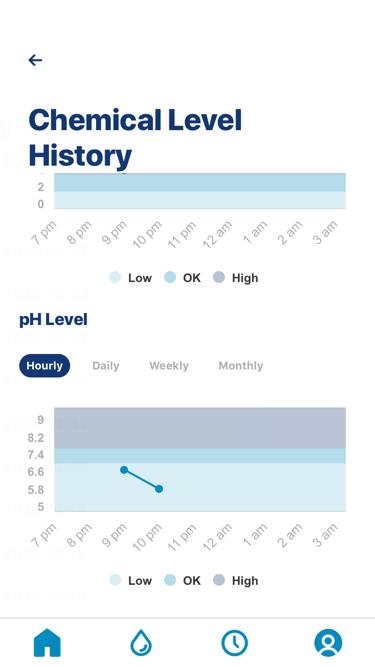 Chemical Level
History
2
0
7 pm 8 pm 9 pm 10 pm 11 pm 12 am 1 am 2 am 3 am
Low OK High
pH Level
Hourly Daily Weekly Monthly
9
8.2
7.4
6.6
5.8
5
7 pm 8 pm 9 pm 10 pm 11 pm 12 am 1 am 2 am 3 am
Low OK High